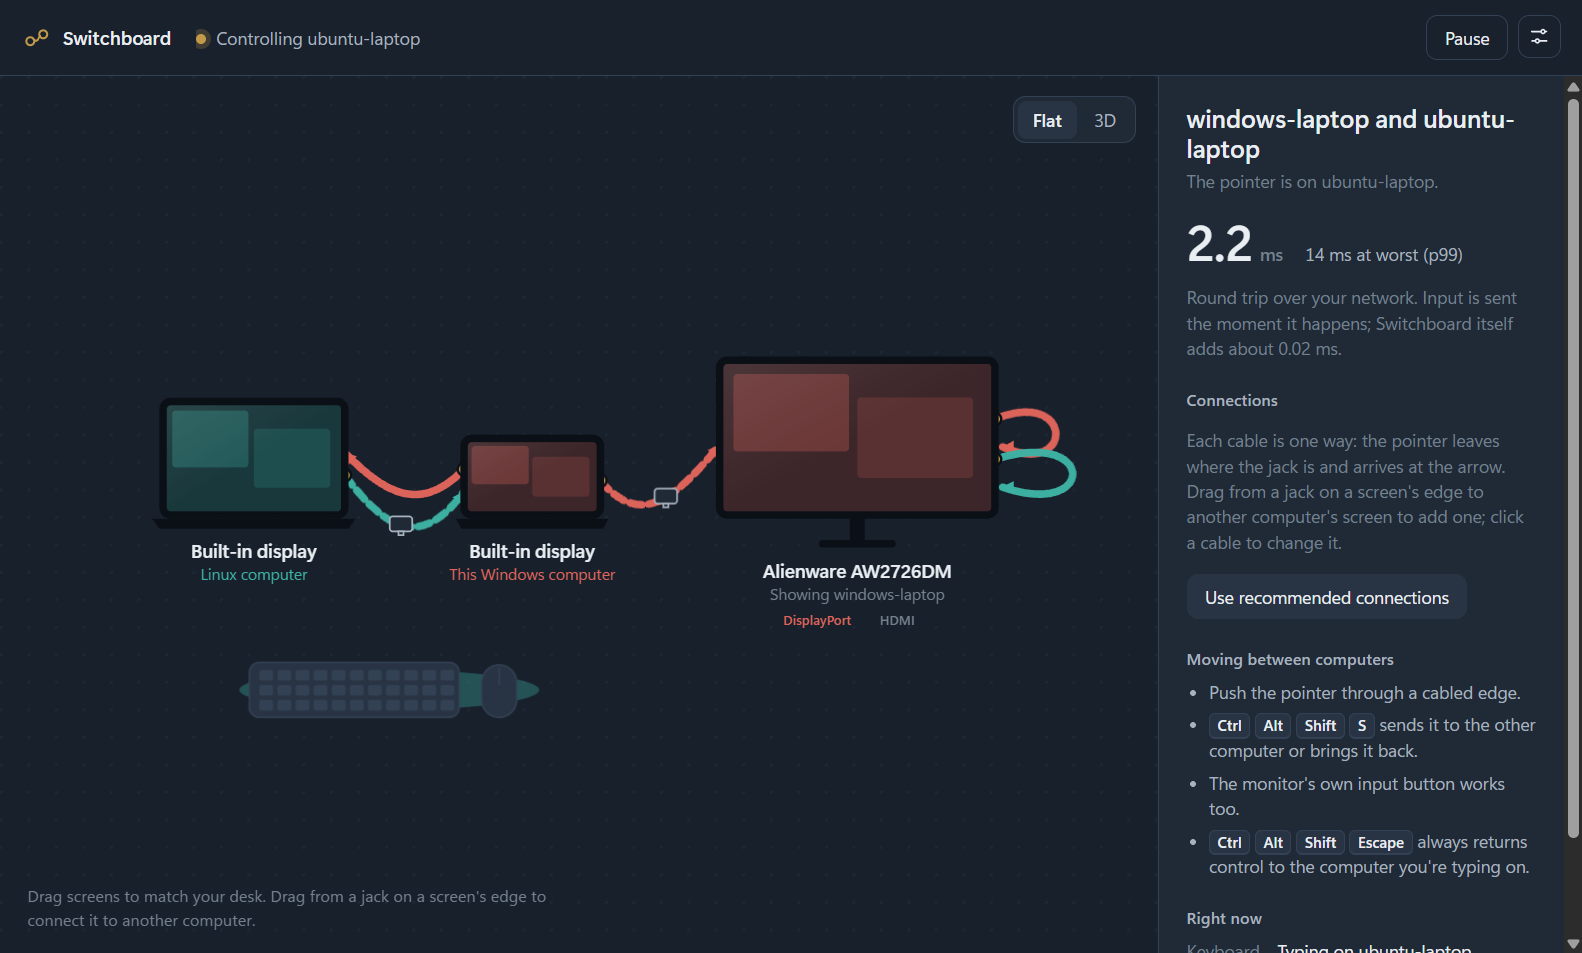 Switchboard
Controlling ubuntu-laptop
Pause
Flat
3D
Built-in display
Linux computer
Built-in display
This Windows computer
Alienware AW2726DM
Showing windows-laptop
DisplayPort
HDMI
Drag screens to match your desk. Drag from a jack on a screen's edge to
connect it to another computer.
windows-laptop and ubuntu-
laptop
The pointer is on ubuntu-laptop.
2.2 ms 14 ms at worst (p99)
Round trip over your network. Input is sent
the moment it happens; Switchboard itself
adds about 0.02 ms.
Connections
Each cable is one way: the pointer leaves
where the jack is and arrives at the arrow.
Drag from a jack on a screen's edge to
another computer's screen to add one; click
a cable to change it.
Use recommended connections
Moving between computers
Push the pointer through a cabled edge.
Ctrl Alt Shift S sends it to the other
computer or brings it back.
The monitor's own input button works
too.
Ctrl Alt Shift Escape always returns
control to the computer you're typing on.
Right now
Keyboard Typing on ubuntu-laptop